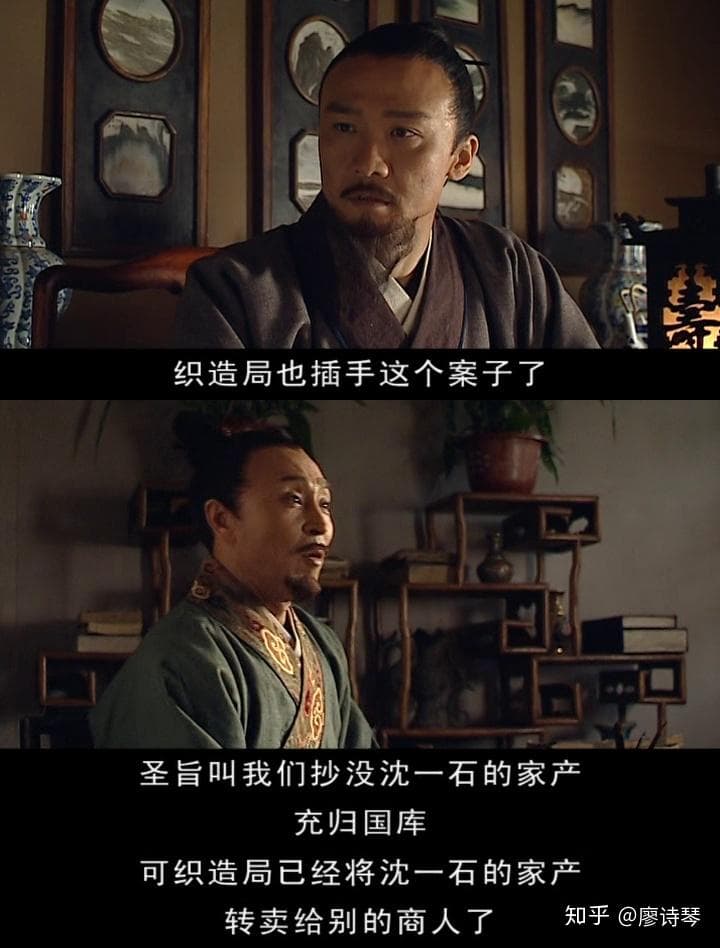 寿
织造局也插手这个案子了
圣旨叫我们抄没沈一石的家产
充归国库
可织造局已经将沈一石的家产
转卖给别的商人了
知乎 @廖诗琴